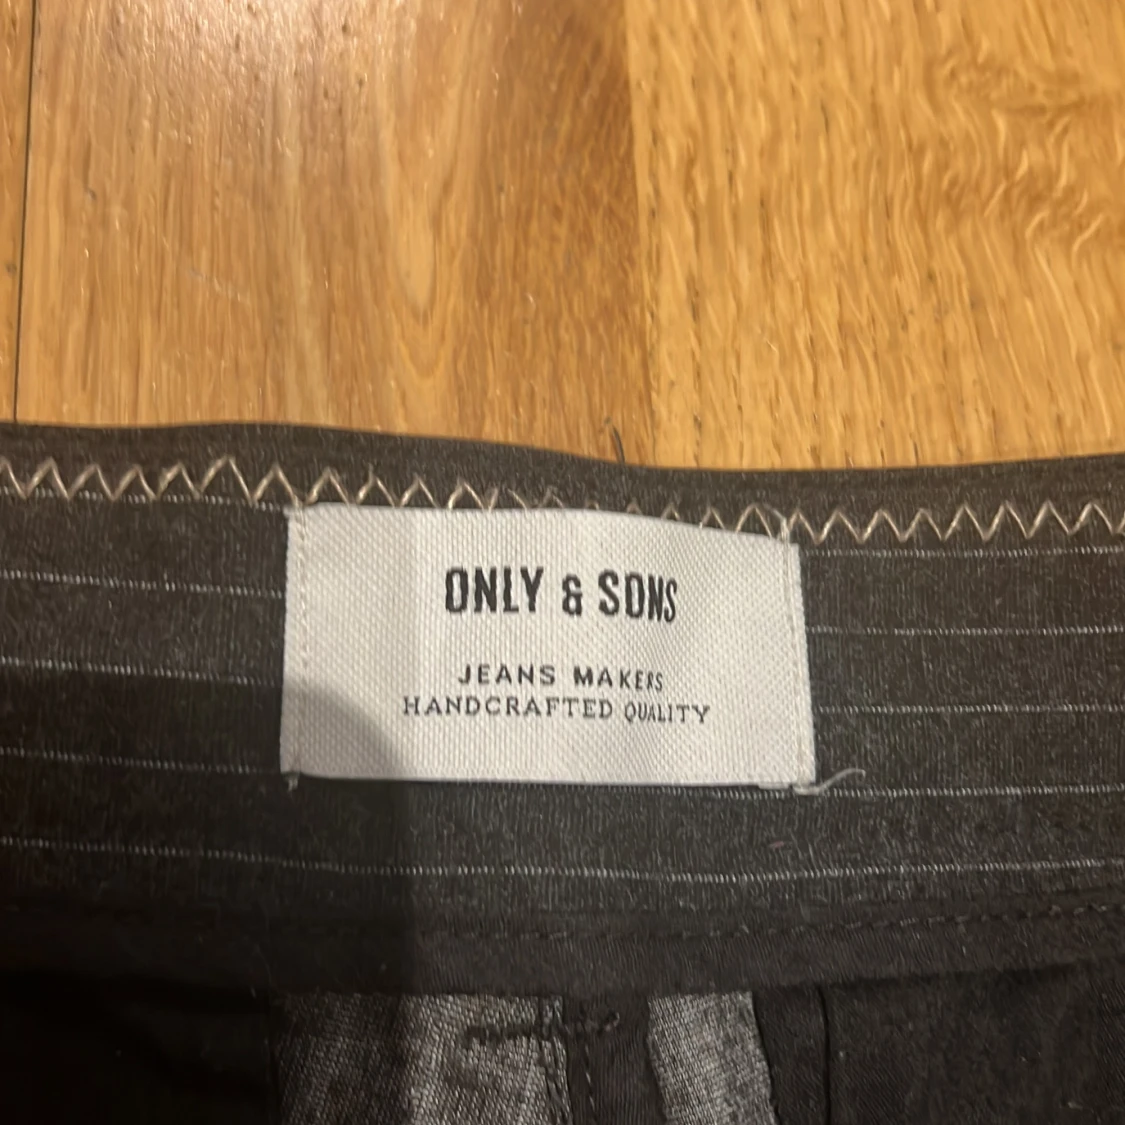 ONLY & SONS
JEANS MAKERS
HANDCRAFTED QUALITY